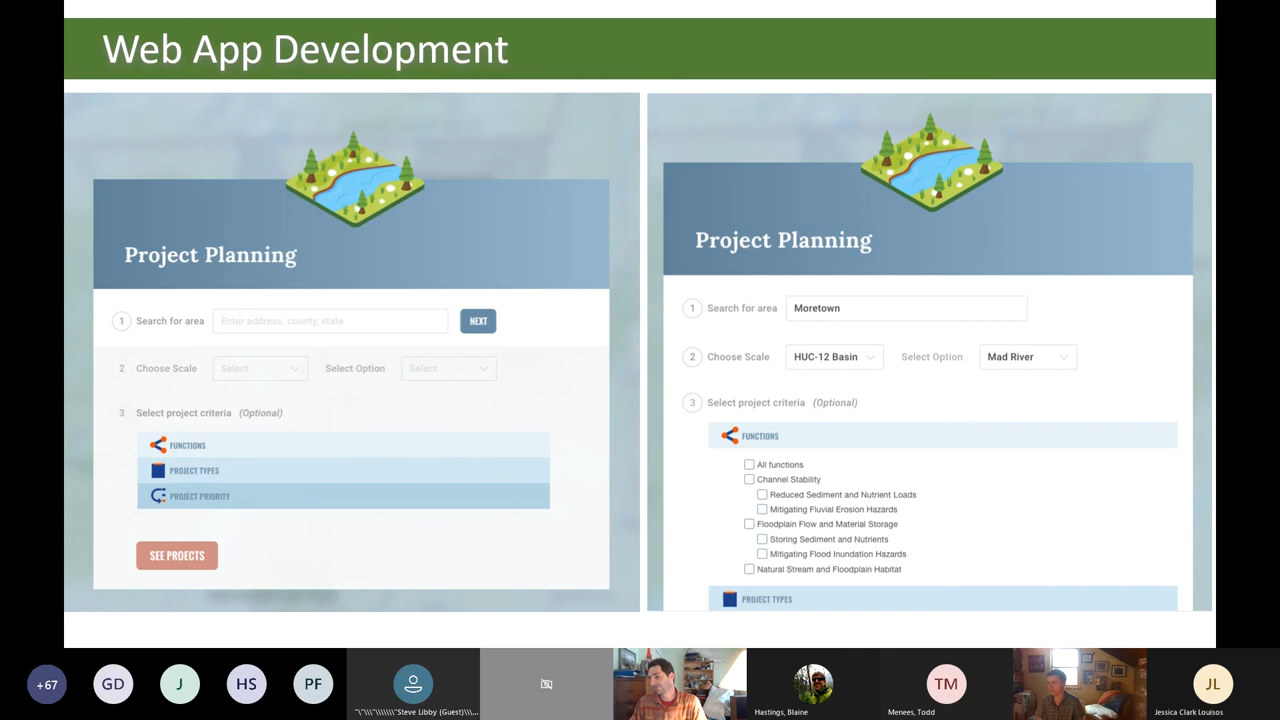 Web App Development
Project Planning
1 Search for area Enter address, county, state NEXT
2 Choose Scale Select Select Option Select
3 Select project criteria (Optional)
FUNCTIONS
PROJECT TYPES
PROJECT PRIORITY
SEE PROECTS
Project Planning
1 Search for area Moretown
2 Choose Scale HUC-12 Basin Select Option Mad River
3 Select project criteria (Optional)
FUNCTIONS
All functions
Channel Stability
Reduced Sediment and Nutrient Loads
Mitigating Fluvial Erosion Hazards
Floodplain Flow and Material Storage
Storing Sediment and Nutrients
Mitigating Flood Inundation Hazards
Natural Stream and Floodplain Habitat
PROJECT TYPES
+67 GD J HS PF TM JL
"\"\\"\\\\\\\"Steve Libby (Guest)\\\... Hastings, Blaine Menees, Todd Jessica Clark Louisos